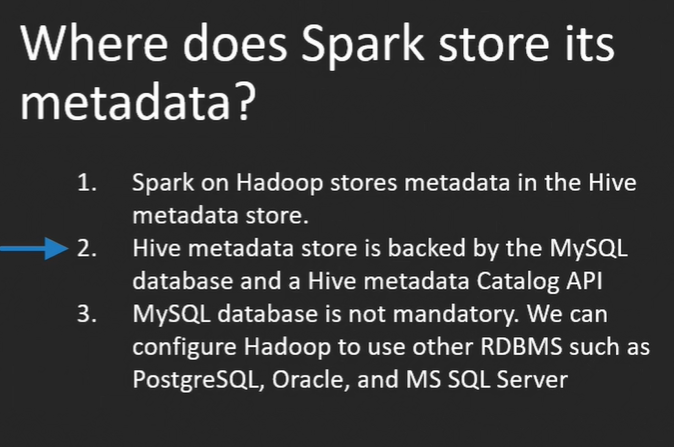 Where does Spark store its
metadata?
1. Spark on Hadoop stores metadata in the Hive
metadata store.
2. Hive metadata store is backed by the MySQL
database and a Hive metadata Catalog API
3. MySQL database is not mandatory. We can
configure Hadoop to use other RDBMS such as
PostgreSQL, Oracle, and MS SQL Server